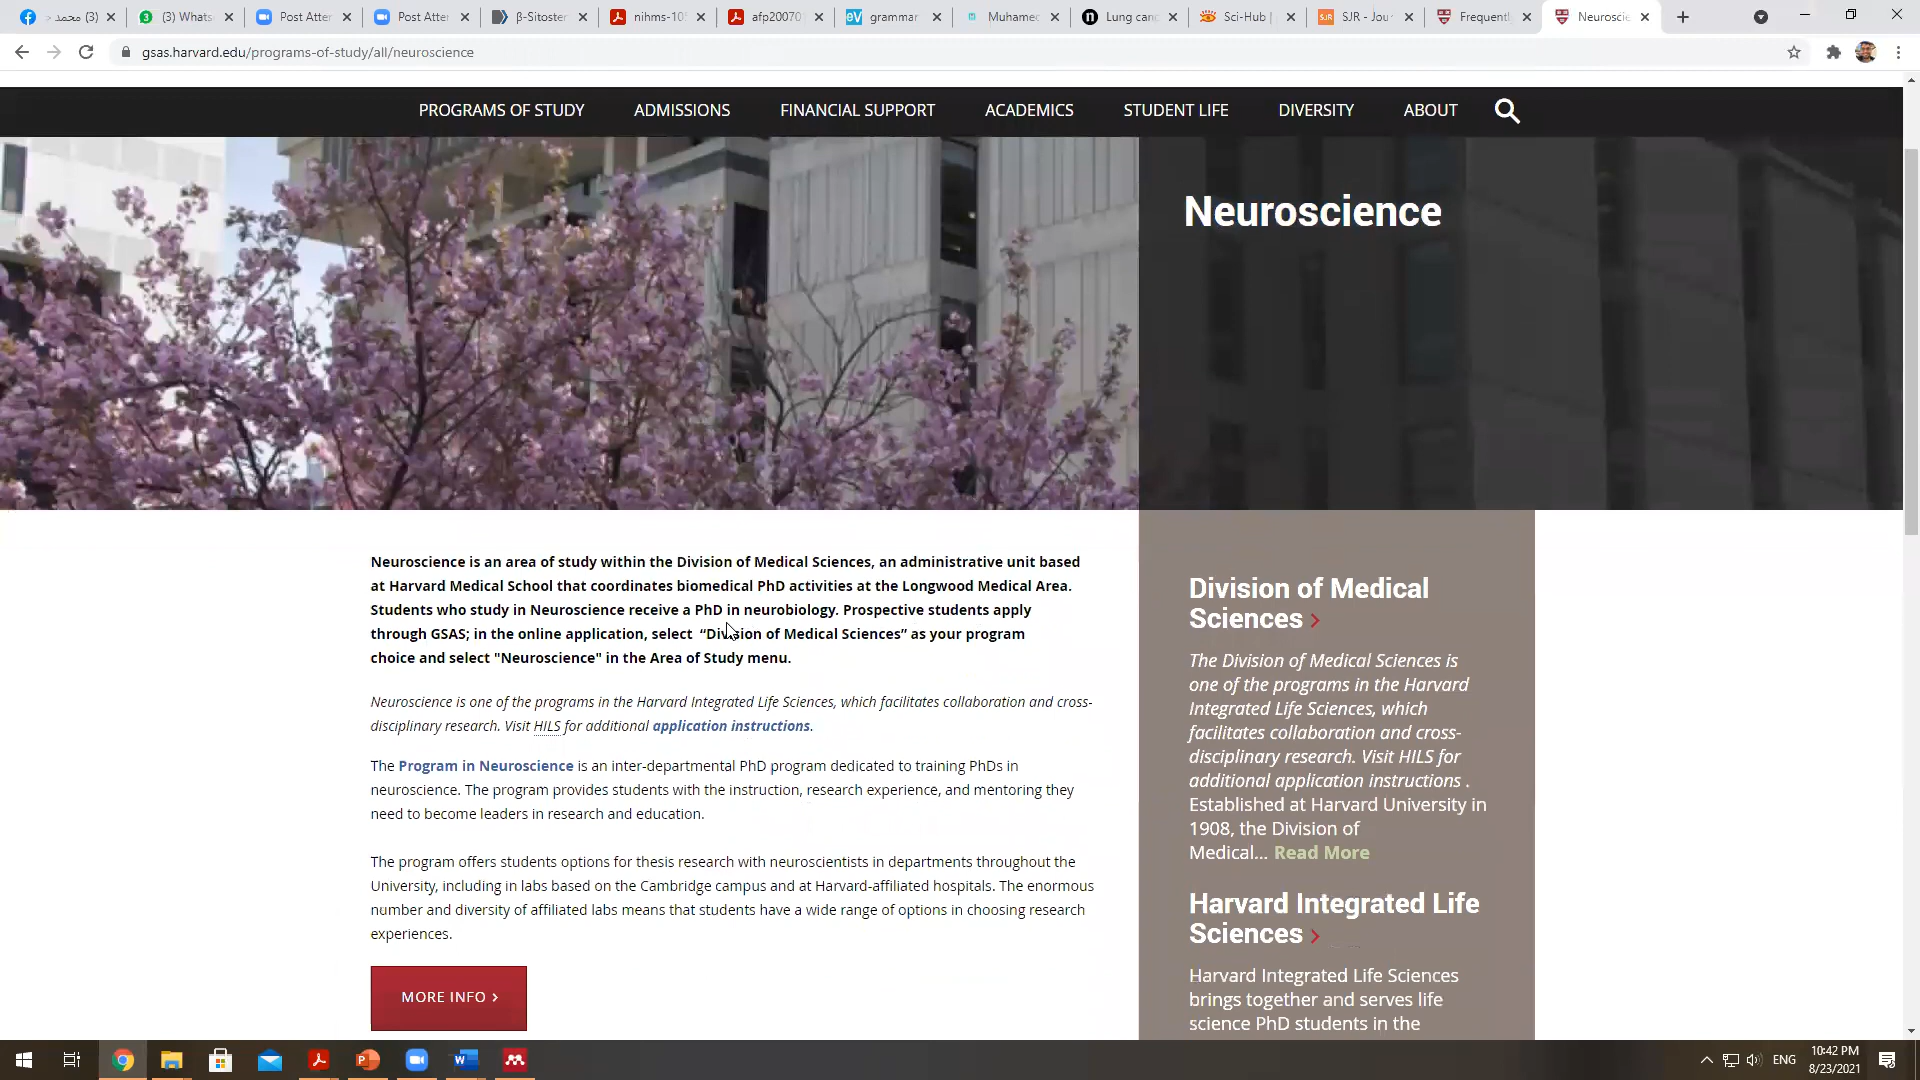 (3) محمد
(3) Whats
Post Atter
Post Atter
β-Sitoster
nihms-10
afp20070
grammar
Muhamed
Lung can
Sci-Hub
SJR - Jou
Frequent
Neuroscie
gsas.harvard.edu/programs-of-study/all/neuroscience
PROGRAMS OF STUDY
ADMISSIONS
FINANCIAL SUPPORT
ACADEMICS
STUDENT LIFE
DIVERSITY
ABOUT
Neuroscience
Neuroscience is an area of study within the Division of Medical Sciences, an administrative unit based
at Harvard Medical School that coordinates biomedical PhD activities at the Longwood Medical Area.
Students who study in Neuroscience receive a PhD in neurobiology. Prospective students apply
through GSAS; in the online application, select “Division of Medical Sciences” as your program
choice and select "Neuroscience" in the Area of Study menu.
Neuroscience is one of the programs in the Harvard Integrated Life Sciences, which facilitates collaboration and cross-
disciplinary research. Visit HILS for additional application instructions.
The Program in Neuroscience is an inter-departmental PhD program dedicated to training PhDs in
neuroscience. The program provides students with the instruction, research experience, and mentoring they
need to become leaders in research and education.
The program offers students options for thesis research with neuroscientists in departments throughout the
University, including in labs based on the Cambridge campus and at Harvard-affiliated hospitals. The enormous
number and diversity of affiliated labs means that students have a wide range of options in choosing research
experiences.
MORE INFO >
Division of Medical
Sciences >
The Division of Medical Sciences is
one of the programs in the Harvard
Integrated Life Sciences, which
facilitates collaboration and cross-
disciplinary research. Visit HILS for
additional application instructions .
Established at Harvard University in
1908, the Division of
Medical... Read More
Harvard Integrated Life
Sciences >
Harvard Integrated Life Sciences
brings together and serves life
science PhD students in the
ENG
10:42 PM
8/23/2021